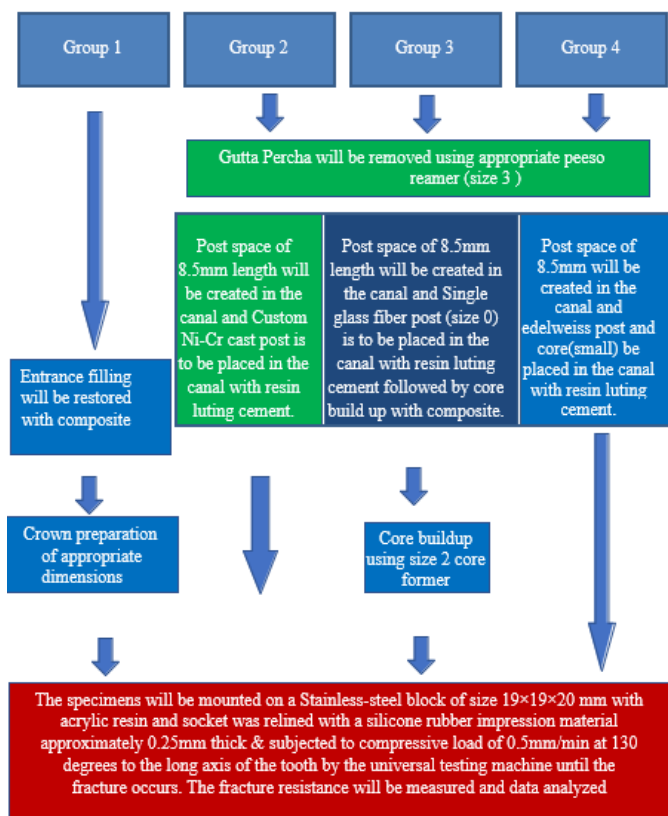 Group 1
Group 2
Group 3
Group 4
Gutta Percha will be removed using appropriate peeso
reamer (size 3 )
Post space of
8.5mm length will
be created in the
canal and Custom
Ni-Cr cast post is
to be placed in the
canal with resin
luting cement.
Post space of 8.5mm
length will be created in
the canal and Single
glass fiber post (size 0)
is to be placed in the
canal with resin luting
cement followed by core
build up with composite.
Post space of
8.5mm will be
created in the
canal and
edelweiss post and
core(small) be
placed in the canal
with resin luting
cement.
Entrance filling
will be restored
with composite
Crown preparation
of appropriate
dimensions
Core buildup
using size 2 core
former
The specimens will be mounted on a Stainless-steel block of size 19×19×20 mm with
acrylic resin and socket was relined with a silicone rubber impression material
approximately 0.25mm thick & subjected to compressive load of 0.5mm/min at 130
degrees to the long axis of the tooth by the universal testing machine until the
fracture occurs. The fracture resistance will be measured and data analyzed